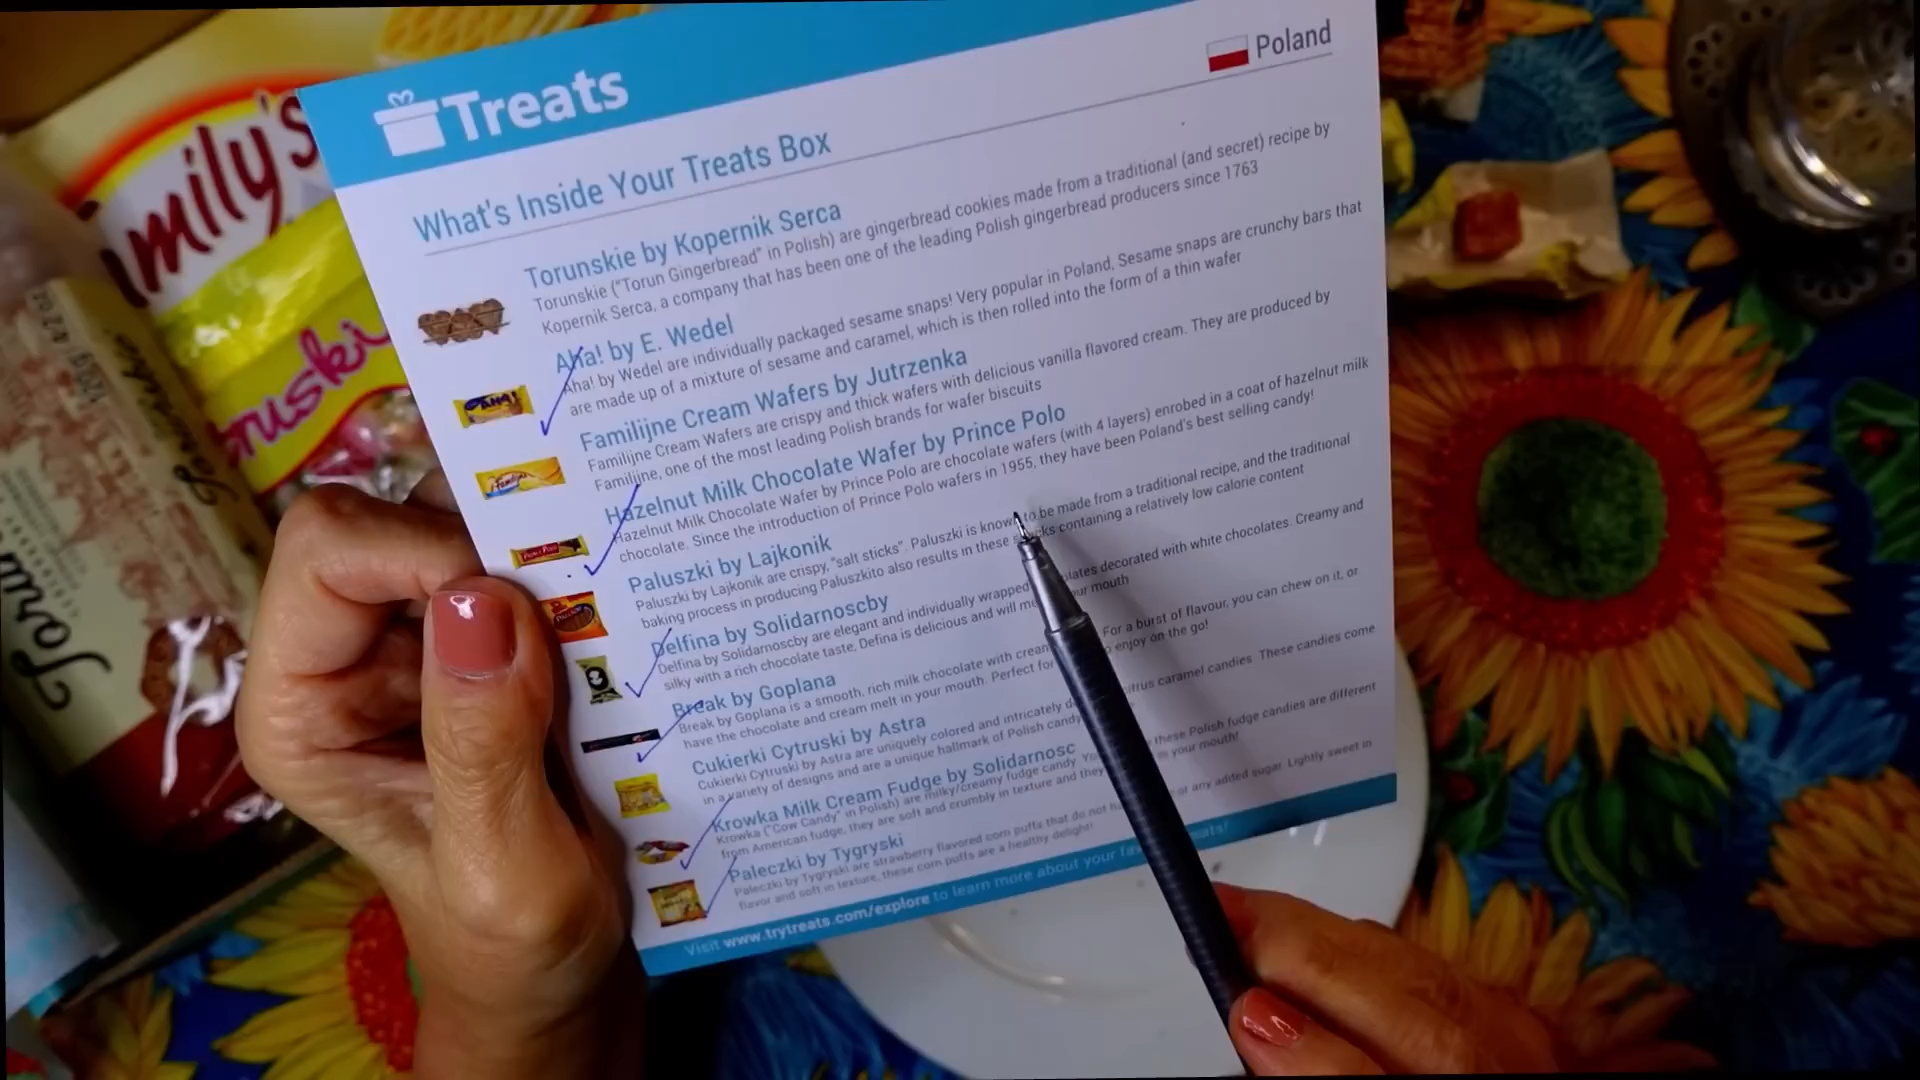 Treats
Poland
What's Inside Your Treats Box
Torunskie by Kopernik Serca
Torunskie ("Torun Gingerbread" in Polish) are gingerbread cookies made from a traditional (and secret) recipe by
Kopernik Serca, a company that has been one of the leading Polish gingerbread producers since 1763
Aha! by E. Wedel
Aha! by Wedel are individually packaged sesame snaps! Very popular in Poland, Sesame snaps are crunchy bars that
are made up of a mixture of sesame and caramel, which is then rolled into the form of a thin wafer
Familijne Cream Wafers by Jutrzenka
Familijne Cream Wafers are crispy and thick wafers with delicious vanilla flavored cream. They are produced by
Familijne, one of the most leading Polish brands for wafer biscuits
Hazelnut Milk Chocolate Wafer by Prince Polo
Hazelnut Milk Chocolate Wafer by Prince Polo are chocolate wafers (with 4 layers) enrobed in a coat of hazelnut milk
chocolate. Since the introduction of Prince Polo wafers in 1955, they have been Poland's best selling candy!
Paluszki by Lajkonik
Paluszki by Lajkonik are crispy, "salt sticks". Paluszki is known to be made from a traditional recipe, and the traditional
baking process in producing Paluszkito also results in these containing a relatively low calorie content
Delfina by Solidarnoscby
Delfina by Solidarnoscby are elegant and individually wrapped decorated with white chocolates. Creamy and
silky with a rich chocolate taste. Defina is delicious and will your mouth
Break by Goplana
Break by Goplana is a smooth, rich milk chocolate with For a burst of flavour, you can chew on it, or
have the chocolate and cream melt in your mouth. Perfect for enjoy on the go!
Cukierki Cytruski by Astra
Cukierki Cytruski by Astra are uniquely colored and intricately citrus caramel candies. These candies come
in a variety of designs and are a unique hallmark of Polish candy
Krowka Milk Cream Fudge by Solidarnosc
Krowka ("Cow Candy" in Polish) are milky/creamy fudge candy. these Polish fudge candies are different
from American fudge, they are soft and crumbly in texture and they in your mouth!
Paleczki by Tygryski
Paleczki by Tygryski are strawberry flavored corn puffs that do not or any added sugar. Lightly sweet in
flavor and soft in texture, these corn puffs are a healthy delight!
Visit www.trytreats.com/explore to learn more about your
mily's
ruski
120g 4.2 oz
Toruń